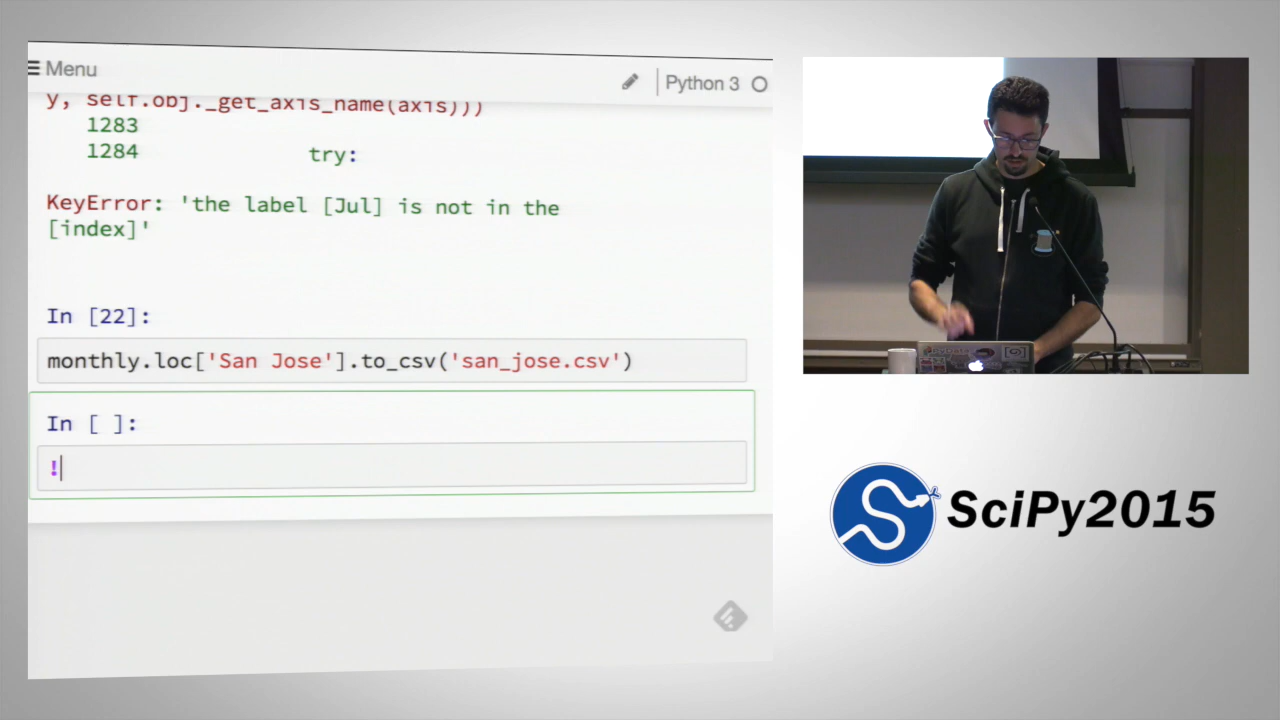 Menu
Python 3
y, self.obj._get_axis_name(axis)))
1283
1284 try:
KeyError: 'the label [Jul] is not in the
[index]'
In [22]:
monthly.loc['San Jose'].to_csv('san_jose.csv')
In [ ]:
!
SciPy2015